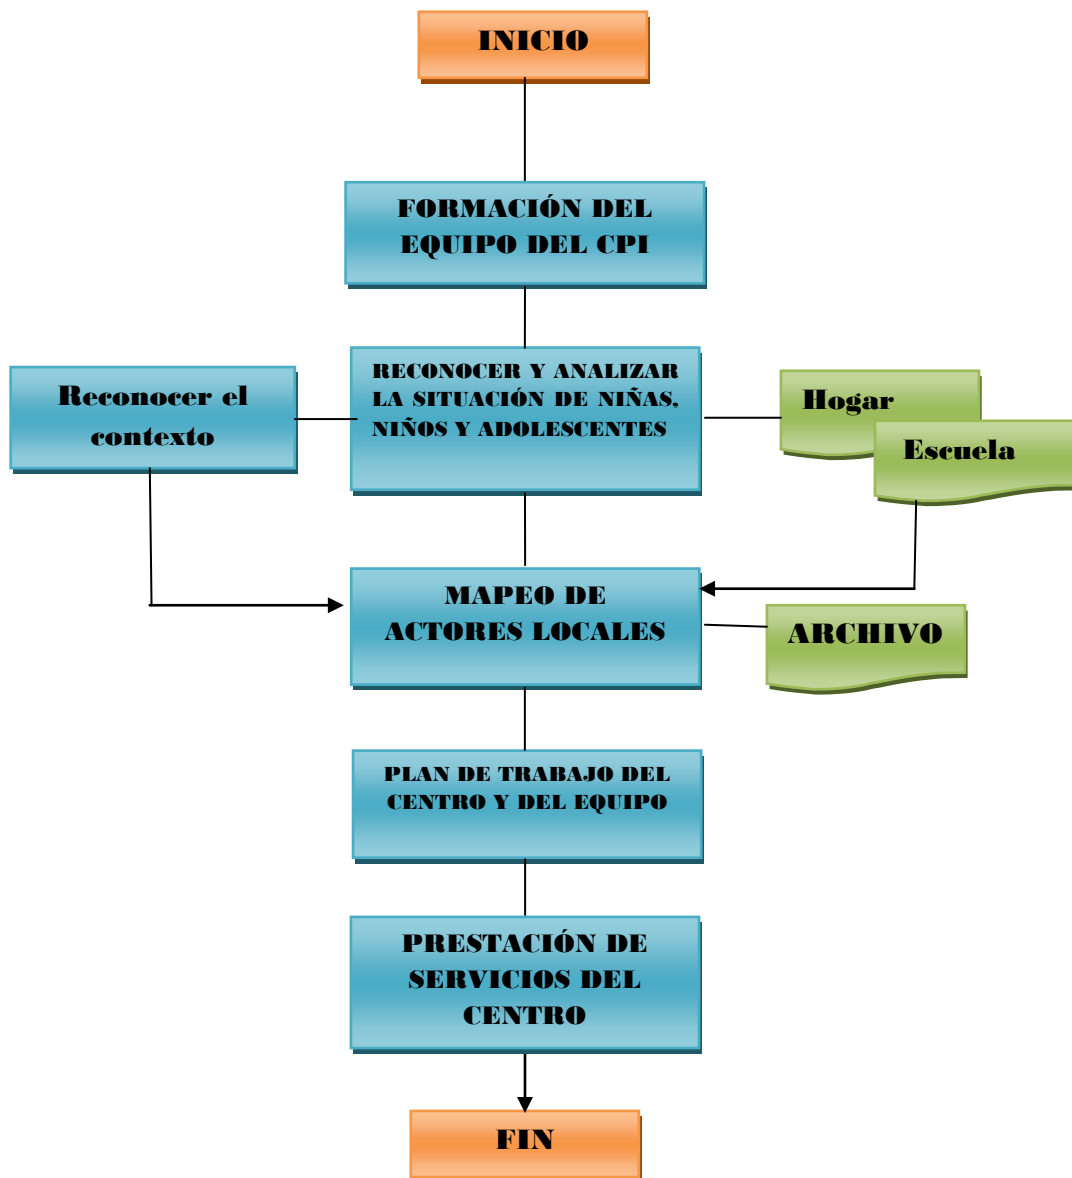 INICIO
FORMACIÓN DEL
EQUIPO DEL CPI
Reconocer el
contexto
RECONOCER Y ANALIZAR
LA SITUACIÓN DE NIÑAS,
NIÑOS Y ADOLESCENTES
Hogar
Escuela
MAPEO DE
ACTORES LOCALES
ARCHIVO
PLAN DE TRABAJO DEL
CENTRO Y DEL EQUIPO
PRESTACIÓN DE
SERVICIOS DEL
CENTRO
FIN